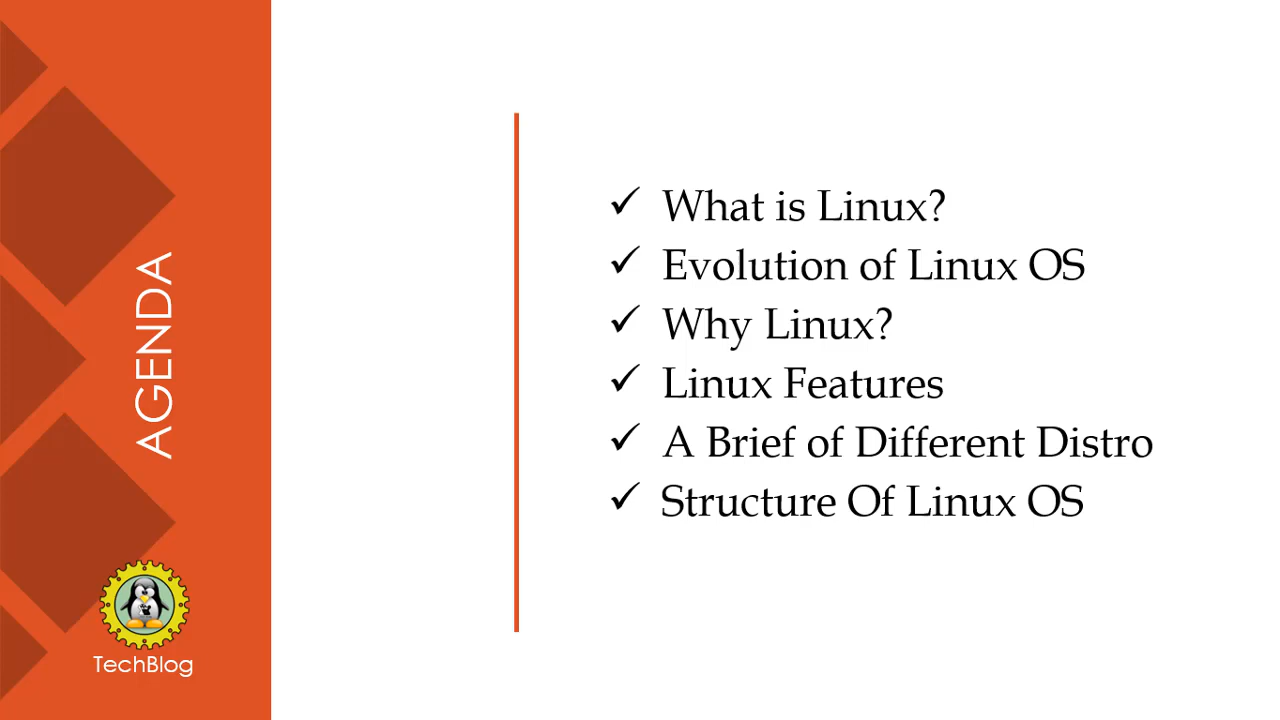 AGENDA
TechBlog
✓ What is Linux?
✓ Evolution of Linux OS
✓ Why Linux?
✓ Linux Features
✓ A Brief of Different Distro
✓ Structure Of Linux OS